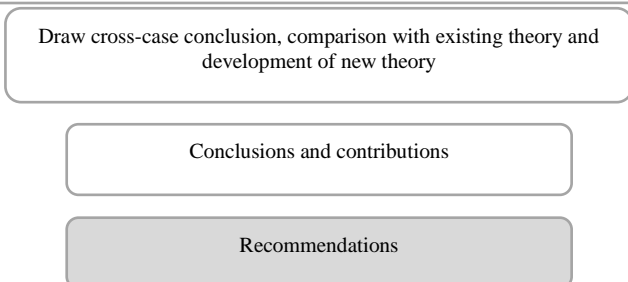 Draw cross-case conclusion, comparison with existing theory and
development of new theory
Conclusions and contributions
Recommendations